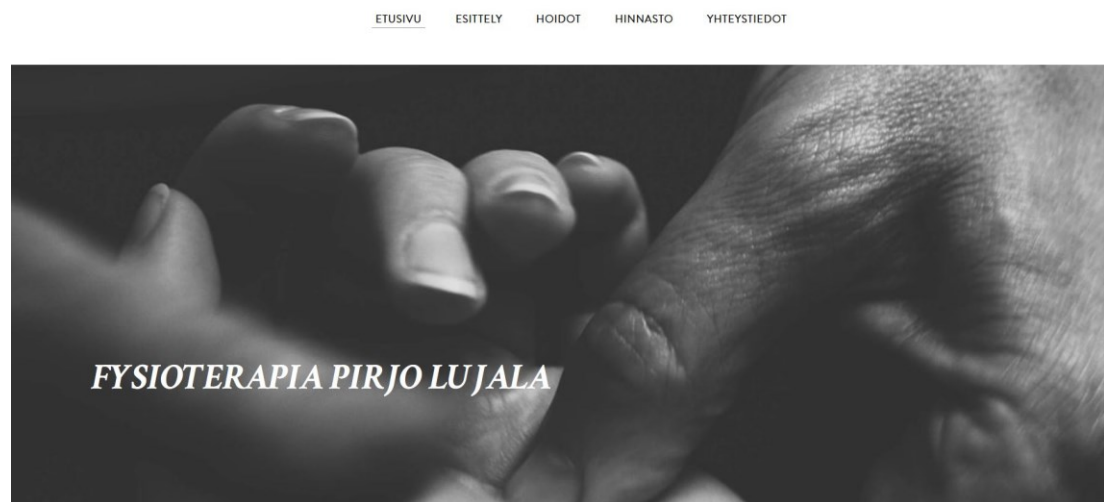 ETUSIVU ESITTELY HOIDOT HINNASTO YHTEYSTIEDOT
FYSIOTERAPIA PIRJO LUJALA